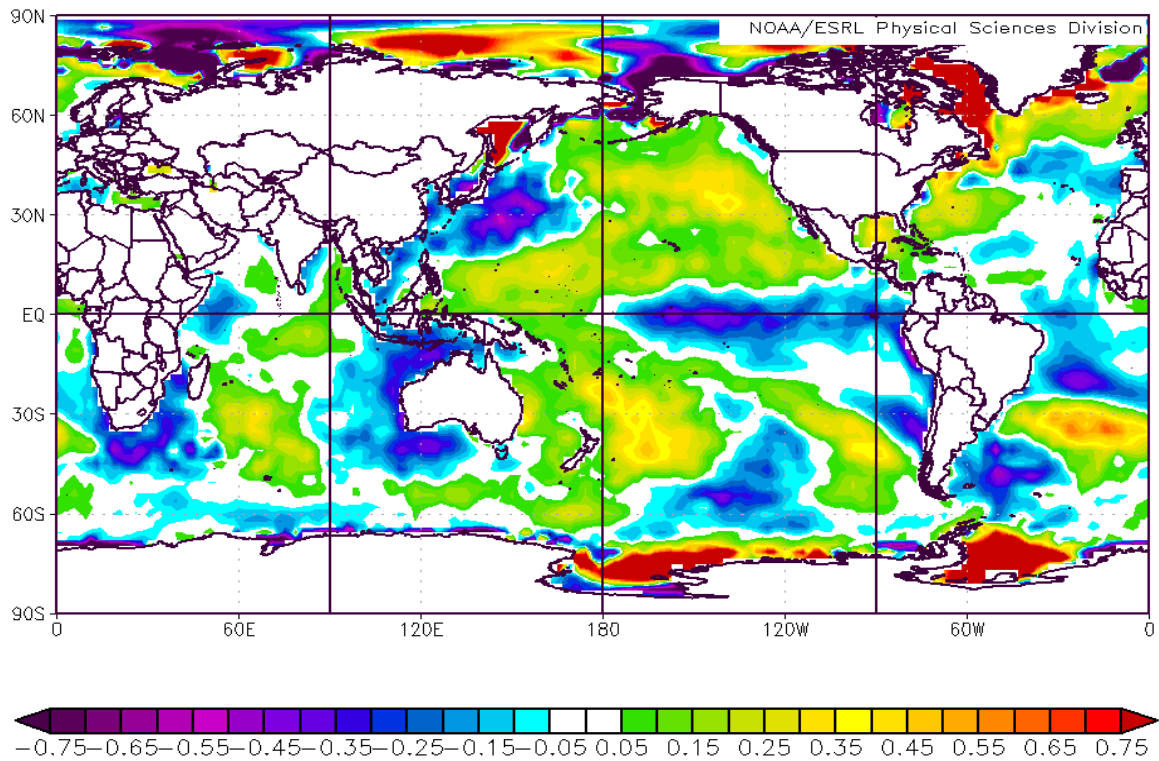 90N
NOAA/ESRL Physical Sciences Division
60N
30N
EQ
30S
60S
90S
0 60E 120E 180 120W 60W 0
-0.75 -0.65 -0.55 -0.45 -0.35 -0.25 -0.15 -0.05 0.05 0.15 0.25 0.35 0.45 0.55 0.65 0.75